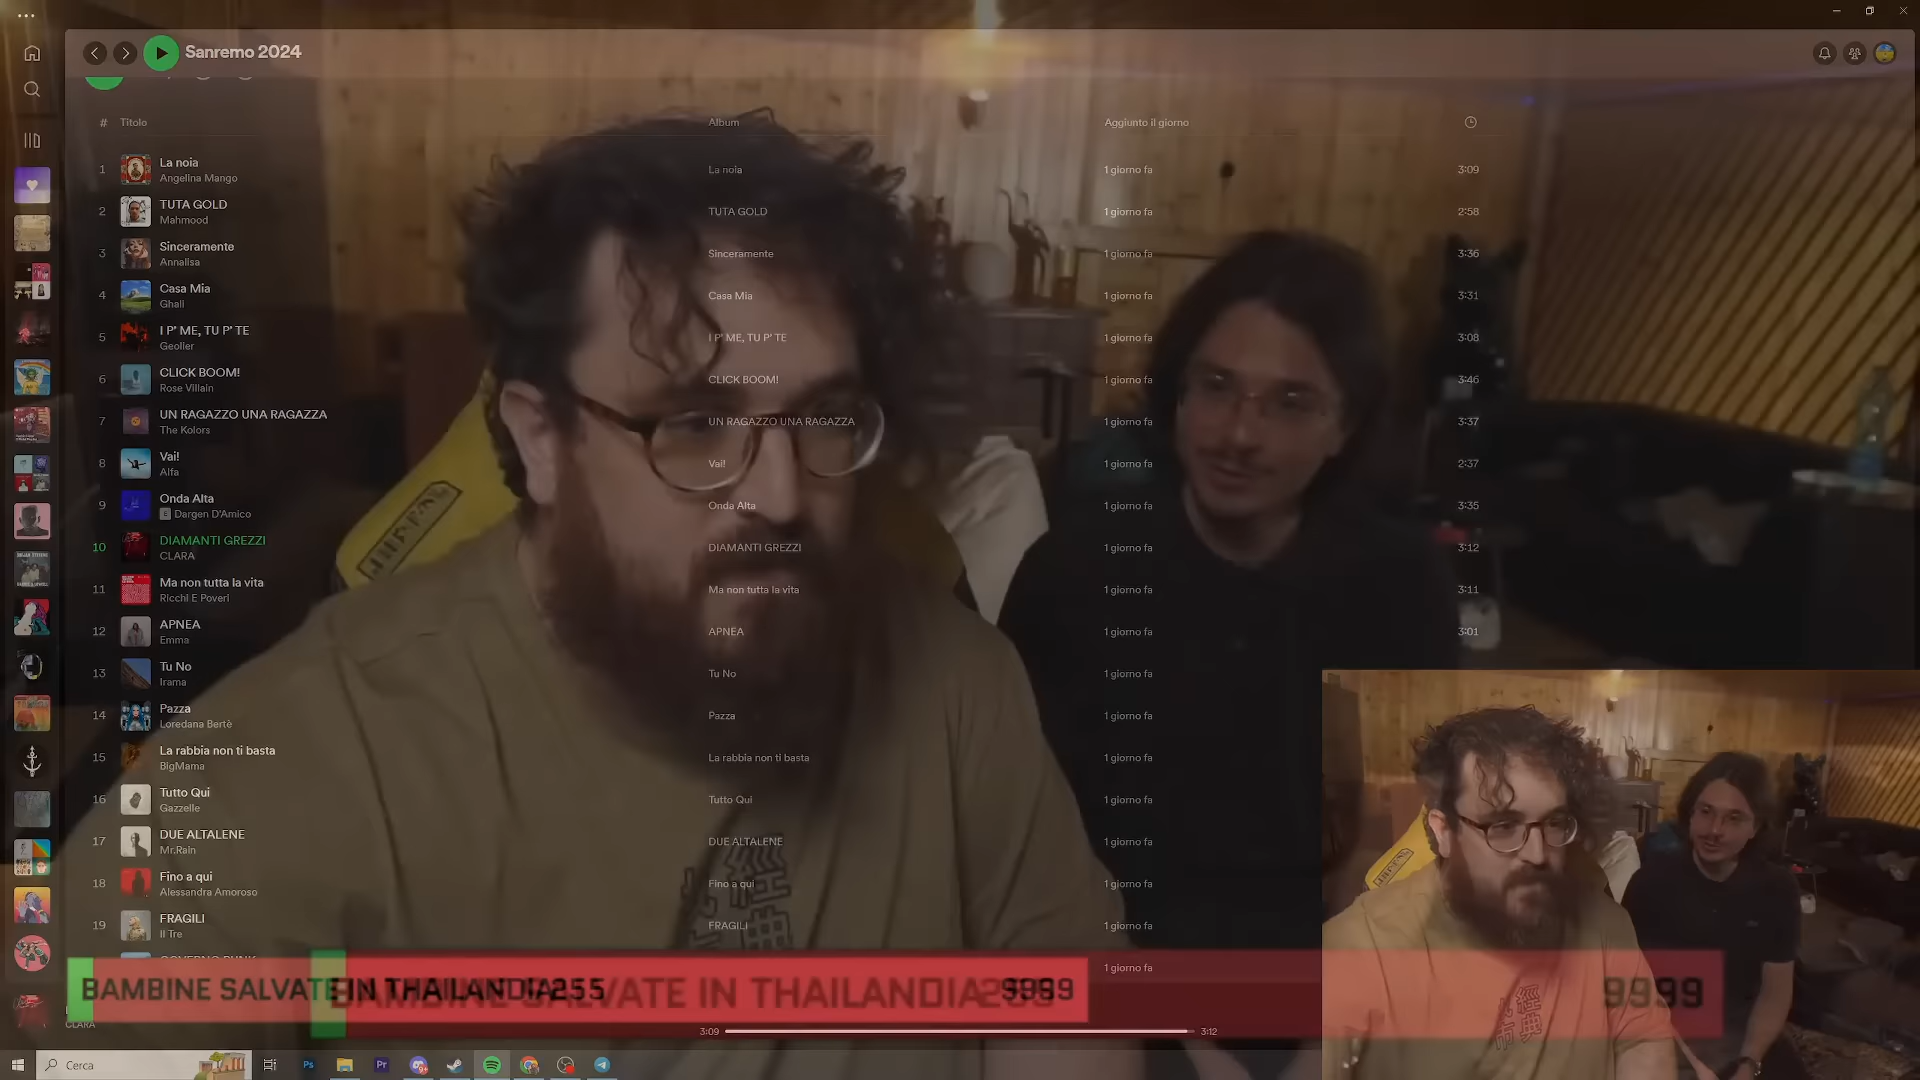 Sanremo 2024
# Titolo Album Aggiunto il giorno
1 La noia Angelina Mango La noia 1 giorno fa 3:09
2 TUTA GOLD Mahmood TUTA GOLD 1 giorno fa 2:58
3 Sinceramente Annalisa Sinceramente 1 giorno fa 3:36
4 Casa Mia Ghali Casa Mia 1 giorno fa 3:31
5 I P' ME, TU P' TE Geolier I P' ME, TU P' TE 1 giorno fa 3:08
6 CLICK BOOM! Rose Villain CLICK BOOM! 1 giorno fa 3:46
7 UN RAGAZZO UNA RAGAZZA The Kolors UN RAGAZZO UNA RAGAZZA 1 giorno fa 3:37
8 Vai! Alfa Vai! 1 giorno fa 2:37
9 Onda Alta E Dargen D'Amico Onda Alta 1 giorno fa 3:35
10 DIAMANTI GREZZI CLARA DIAMANTI GREZZI 1 giorno fa 3:12
11 Ma non tutta la vita Ricchi E Poveri Ma non tutta la vita 1 giorno fa 3:11
12 APNEA Emma APNEA 1 giorno fa 3:01
13 Tu No Irama Tu No 1 giorno fa
14 Pazza Loredana Bertè Pazza 1 giorno fa
15 La rabbia non ti basta BigMama La rabbia non ti basta 1 giorno fa
16 Tutto Qui Gazzelle Tutto Qui 1 giorno fa
17 DUE ALTALENE Mr.Rain DUE ALTALENE 1 giorno fa
18 Fino a qui Alessandra Amoroso Fino a qui 1 giorno fa
19 FRAGILI Il Tre FRAGILI 1 giorno fa
1 giorno fa
BAMBINE SALVATE IN THAILANDIA 255 9999
BAMBINE SALVATE IN THAILANDIA 255 9999
CLARA
3:09 3:12
Cerca